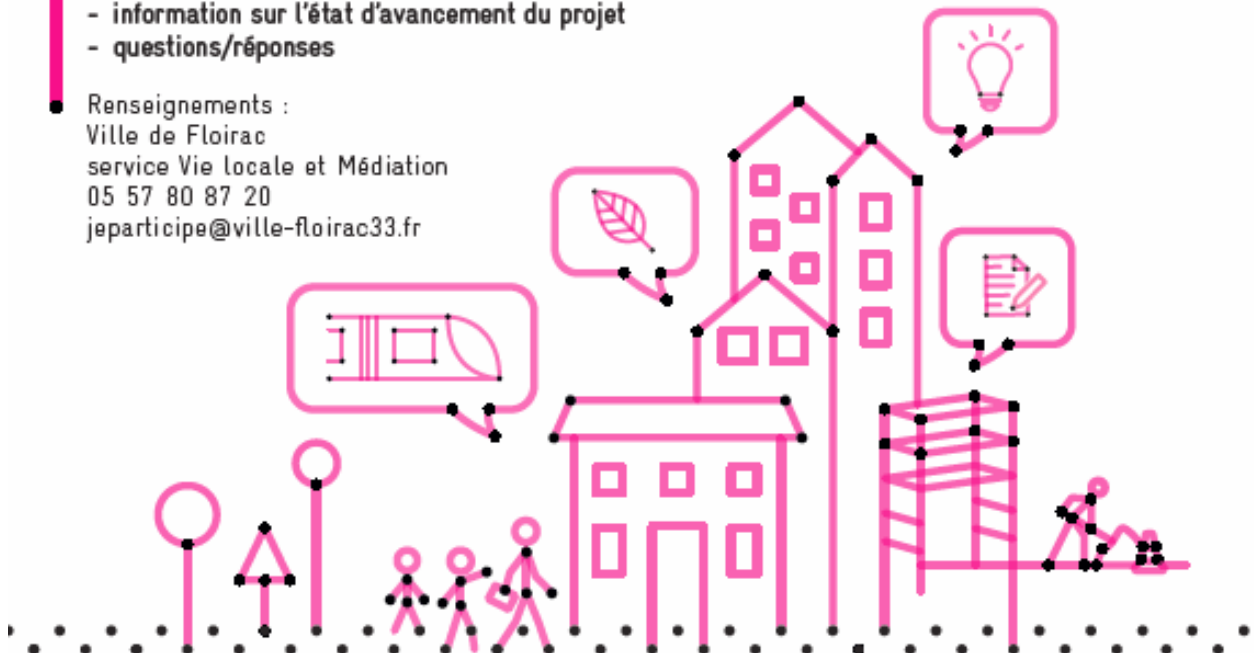 - information sur l'état d'avancement du projet
- questions/réponses
Renseignements :
Ville de Floirac
service Vie locale et Médiation
05 57 80 87 20
jeparticipe@ville-floirac33.fr